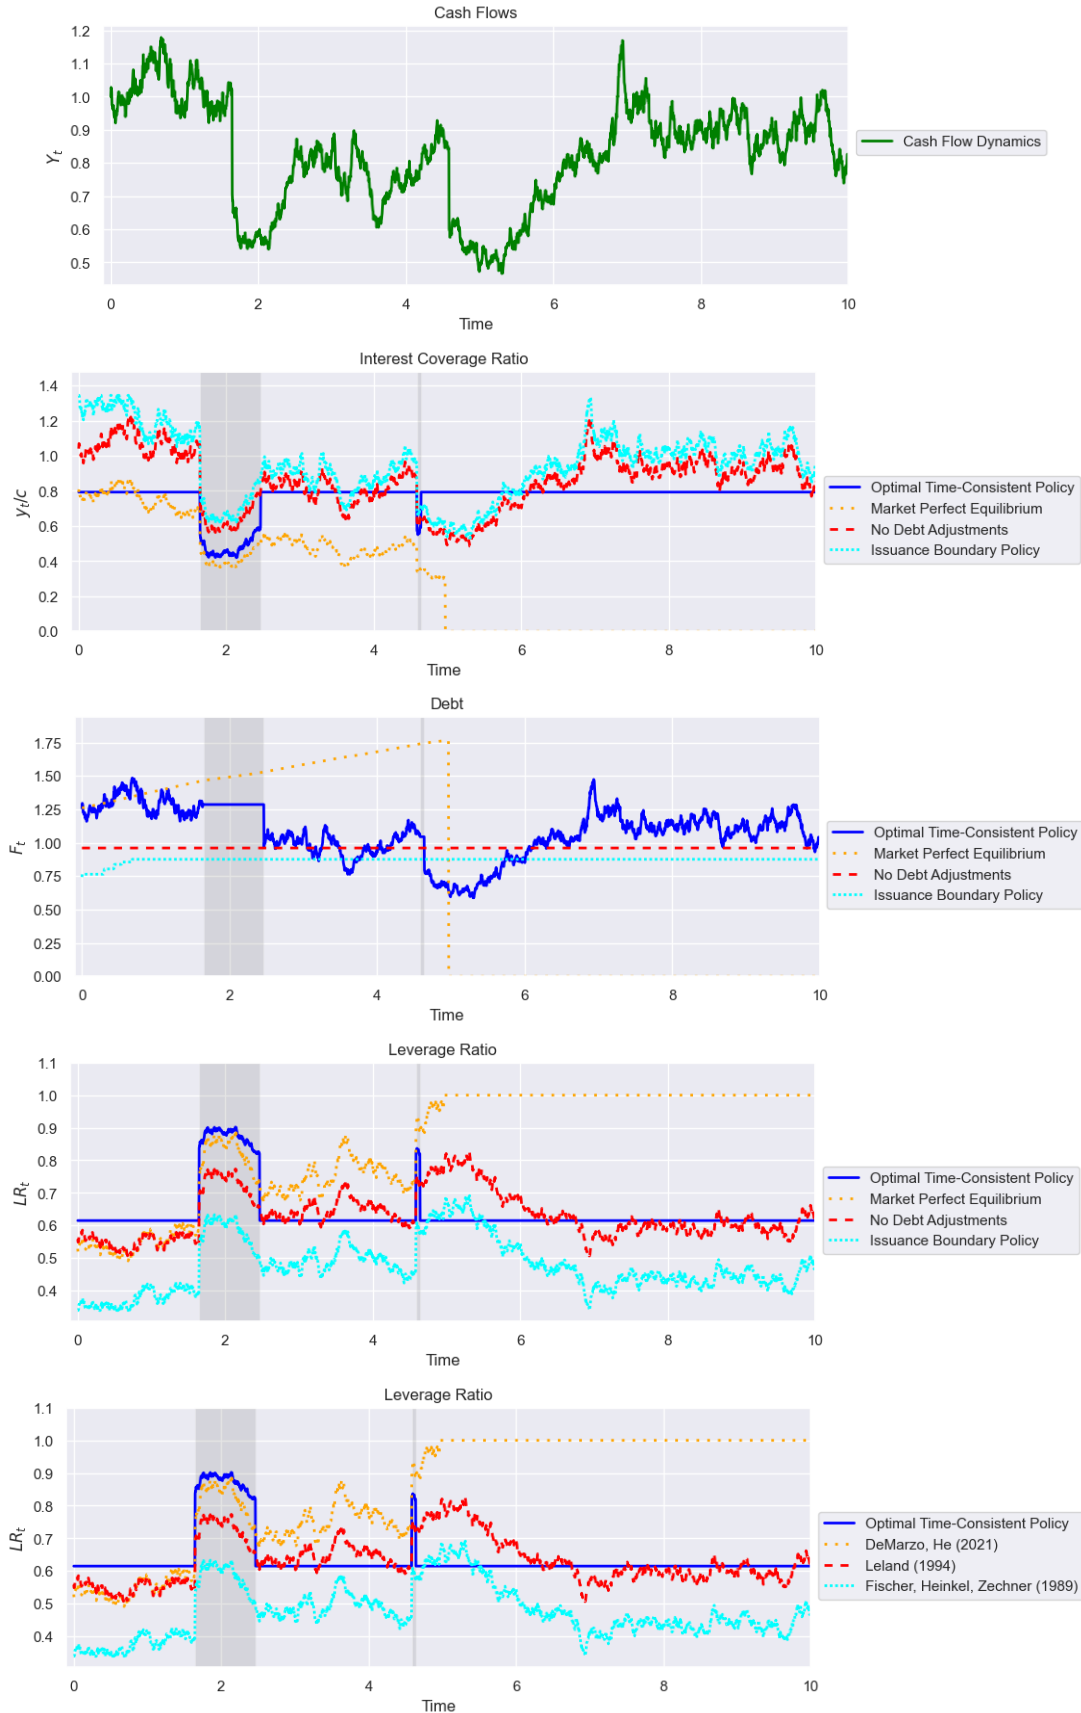 Cash Flows
1.2
1.1
1.0
0.9
0.8
0.7
0.6
0.5
Y_t
0
2
4
6
8
10
Time
Cash Flow Dynamics
Interest Coverage Ratio
1.4
1.2
1.0
0.8
0.6
0.4
0.2
0.0
y_t/c
0
2
4
6
8
10
Time
Optimal Time-Consistent Policy
Market Perfect Equilibrium
No Debt Adjustments
Issuance Boundary Policy
Debt
1.75
1.50
1.25
1.00
0.75
0.50
0.25
0.00
F_t
0
2
4
6
8
10
Time
Optimal Time-Consistent Policy
Market Perfect Equilibrium
No Debt Adjustments
Issuance Boundary Policy
Leverage Ratio
1.1
1.0
0.9
0.8
0.7
0.6
0.5
0.4
LR_t
0
2
4
6
8
10
Time
Optimal Time-Consistent Policy
Market Perfect Equilibrium
No Debt Adjustments
Issuance Boundary Policy
Leverage Ratio
1.1
1.0
0.9
0.8
0.7
0.6
0.5
0.4
LR_t
0
2
4
6
8
10
Time
Optimal Time-Consistent Policy
DeMarzo, He (2021)
Leland (1994)
Fischer, Heinkel, Zechner (1989)